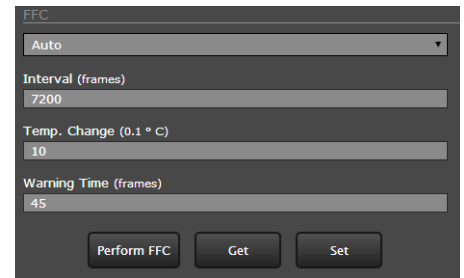 FFC
Auto
Interval (frames)
7200
Temp. Change (0.1 ° C)
10
Warning Time (frames)
45
Perform FFC Get Set